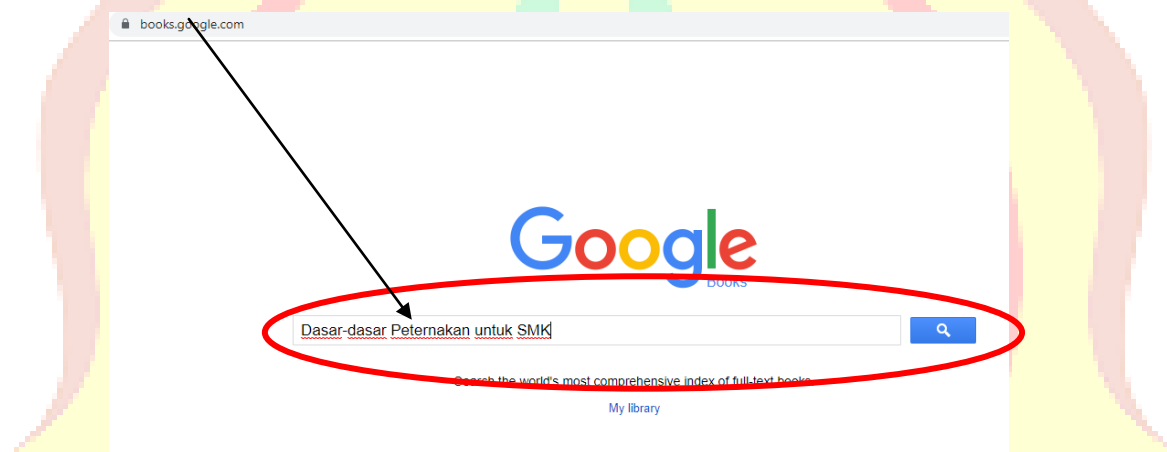 books.google.com
Google
Books
Dasar-dasar Peternakan untuk SMK
Search the world's most comprehensive index of full-text books.
My library